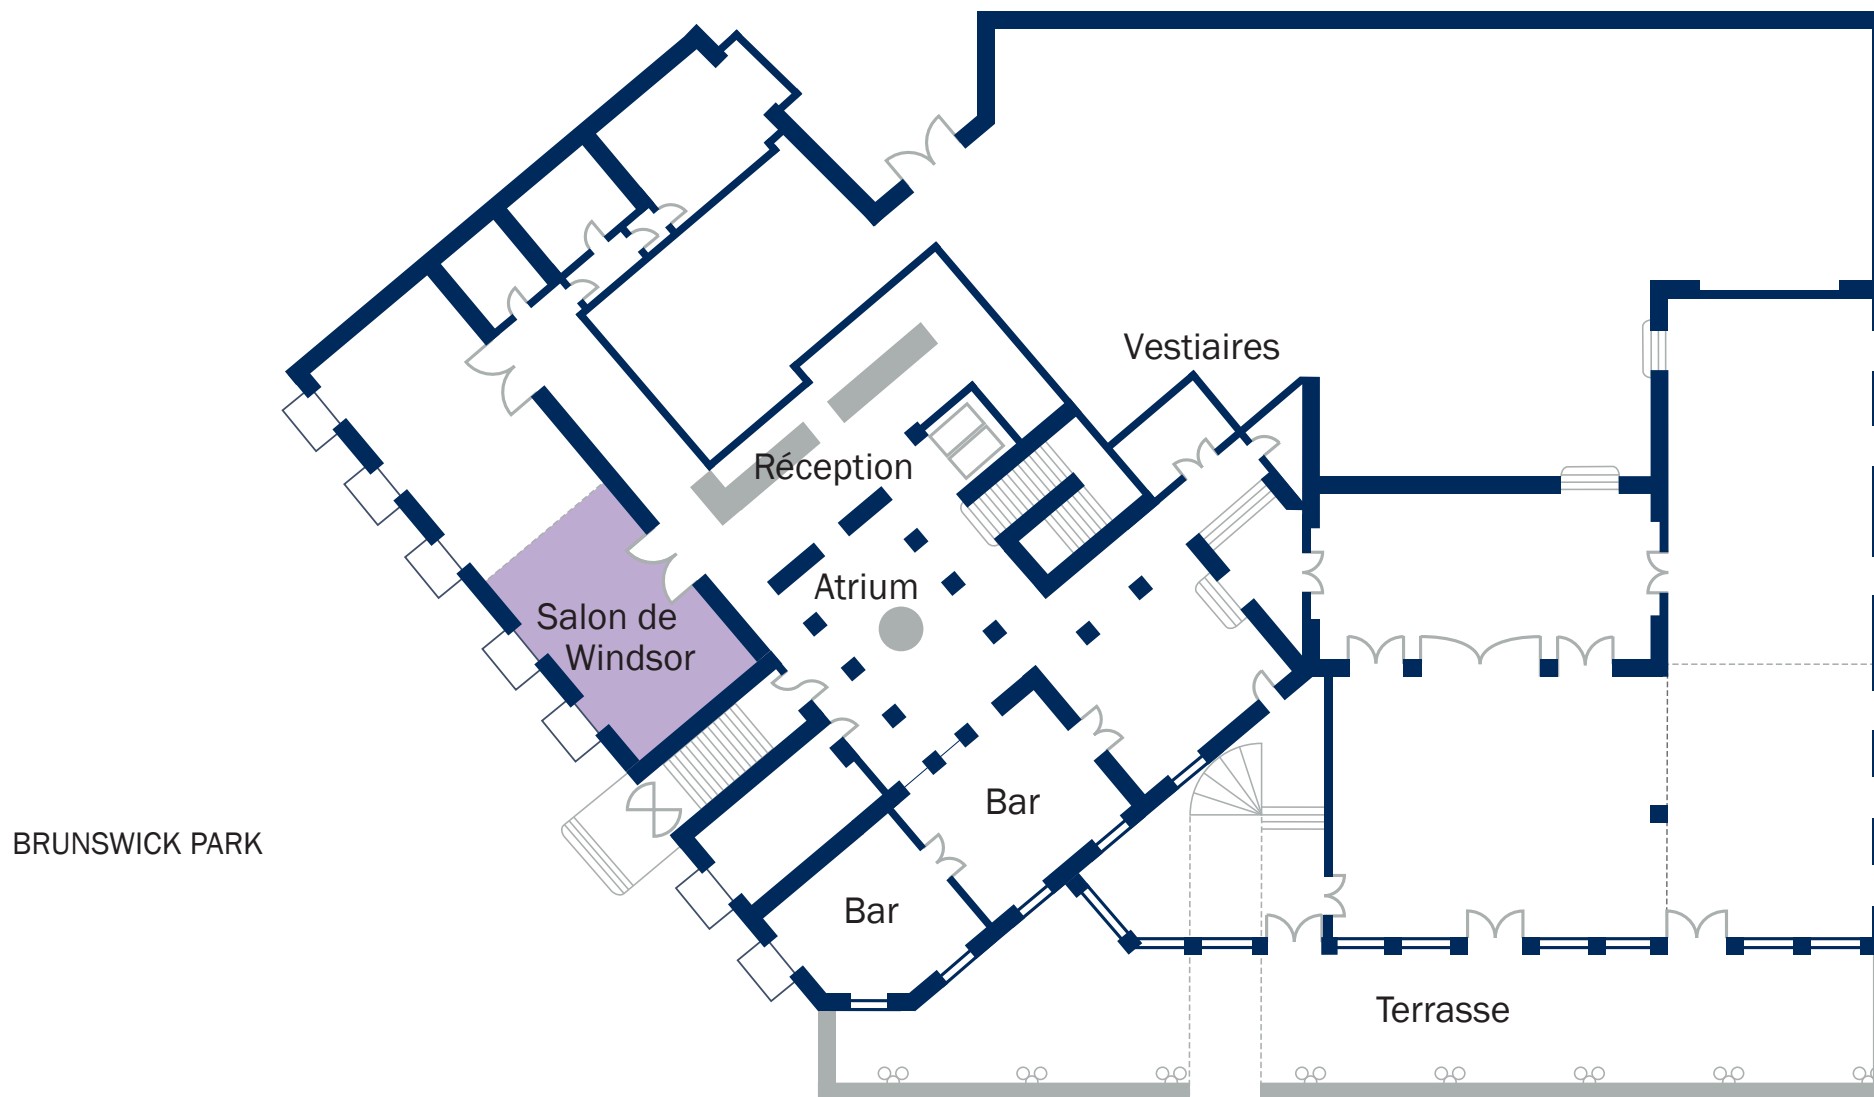 Vestiaires
Réception
Atrium
Salon de
Windsor
Bar
BRUNSWICK PARK
Bar
Terrasse